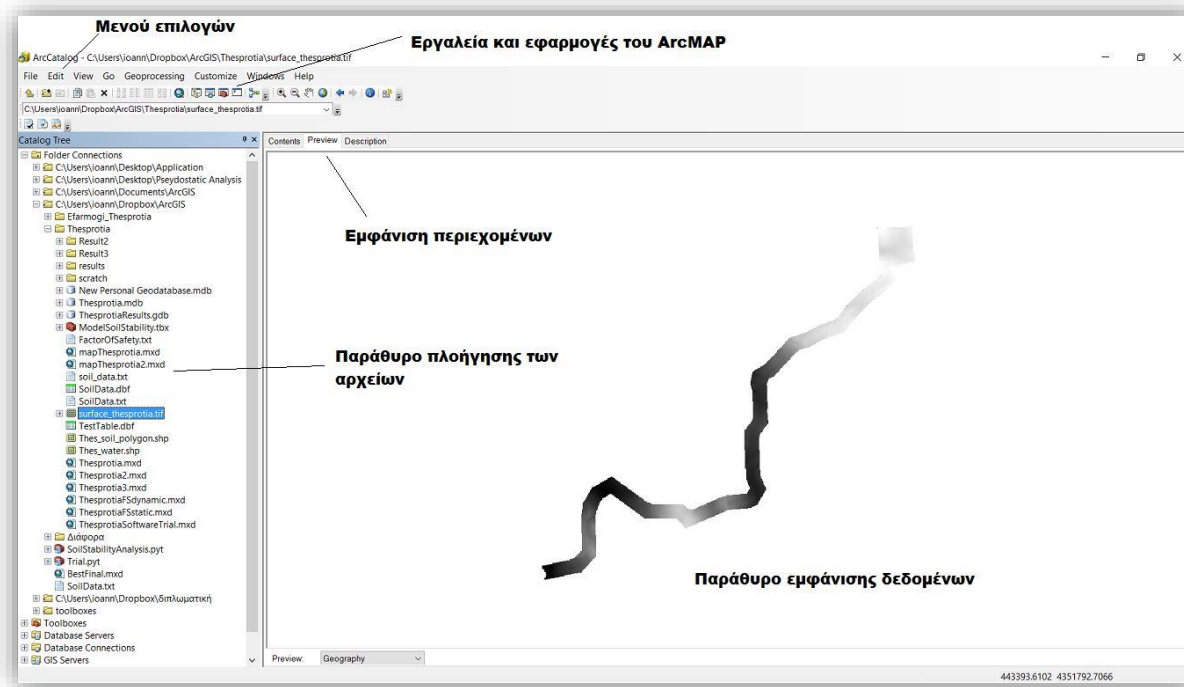 Μενού επιλογών
Εργαλεία και εφαρμογές του ArcMAP
ArcCatalog - C:\Users\ioann\Dropbox\ArcGIS\Thesprotia\surface_thesprotia.tif
File Edit View Go Geoprocessing Customize Windows Help
C:\Users\ioann\Dropbox\ArcGIS\Thesprotia\surface_thesprotia.tif
Catalog Tree
Contents Preview Description
Folder Connections
C:\Users\ioann\Desktop\Application
C:\Users\ioann\Desktop\Pseydostatic Analysis
C:\Users\ioann\Documents\ArcGIS
C:\Users\ioann\Dropbox\ArcGIS
Efarmogi_Thesprotia
Thesprotia
Result2
Result3
results
scratch
New Personal Geodatabase.mdb
Thesprotia.mdb
ThesprotiaResults.gdb
ModelSoilStability.tbx
FactorOfSafety.txt
mapThesprotia.mxd
mapThesprotia2.mxd
soil_data.txt
SoilData.dbf
SoilData.txt
surface_thesprotia.tif
TestTable.dbf
Thes_soil_polygon.shp
Thes_water.shp
Thesprotia.mxd
Thesprotia2.mxd
Thesprotia3.mxd
ThesprotiaFSdynamic.mxd
ThesprotiaFSstatic.mxd
ThesprotiaSoftwareTrial.mxd
Διάφορα
SoilStabilityAnalysis.pyt
Trial.pyt
BestFinal.mxd
SoilData.txt
C:\Users\ioann\Dropbox\διπλωματική
toolboxes
Toolboxes
Database Servers
Database Connections
GIS Servers
Εμφάνιση περιεχομένων
Παράθυρο πλοήγησης των
αρχείων
Παράθυρο εμφάνισης δεδομένων
Preview: Geography
443393.6102 4351792.7066